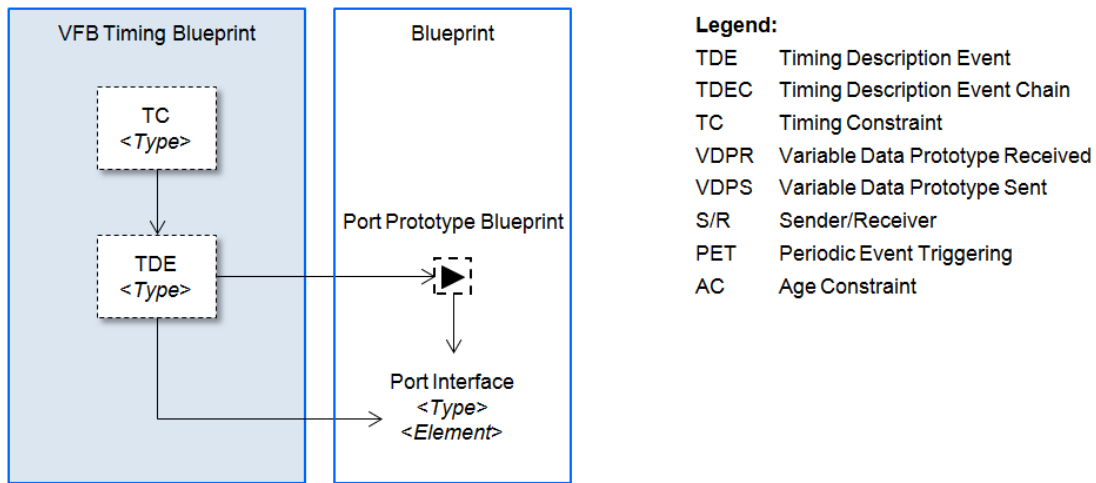 VFB Timing Blueprint
TC
<Type>
TDE
<Type>
Blueprint
Port Prototype Blueprint
Port Interface
<Type>
<Element>
Legend:
TDE Timing Description Event
TDEC Timing Description Event Chain
TC Timing Constraint
VDPR Variable Data Prototype Received
VDPS Variable Data Prototype Sent
S/R Sender/Receiver
PET Periodic Event Triggering
AC Age Constraint